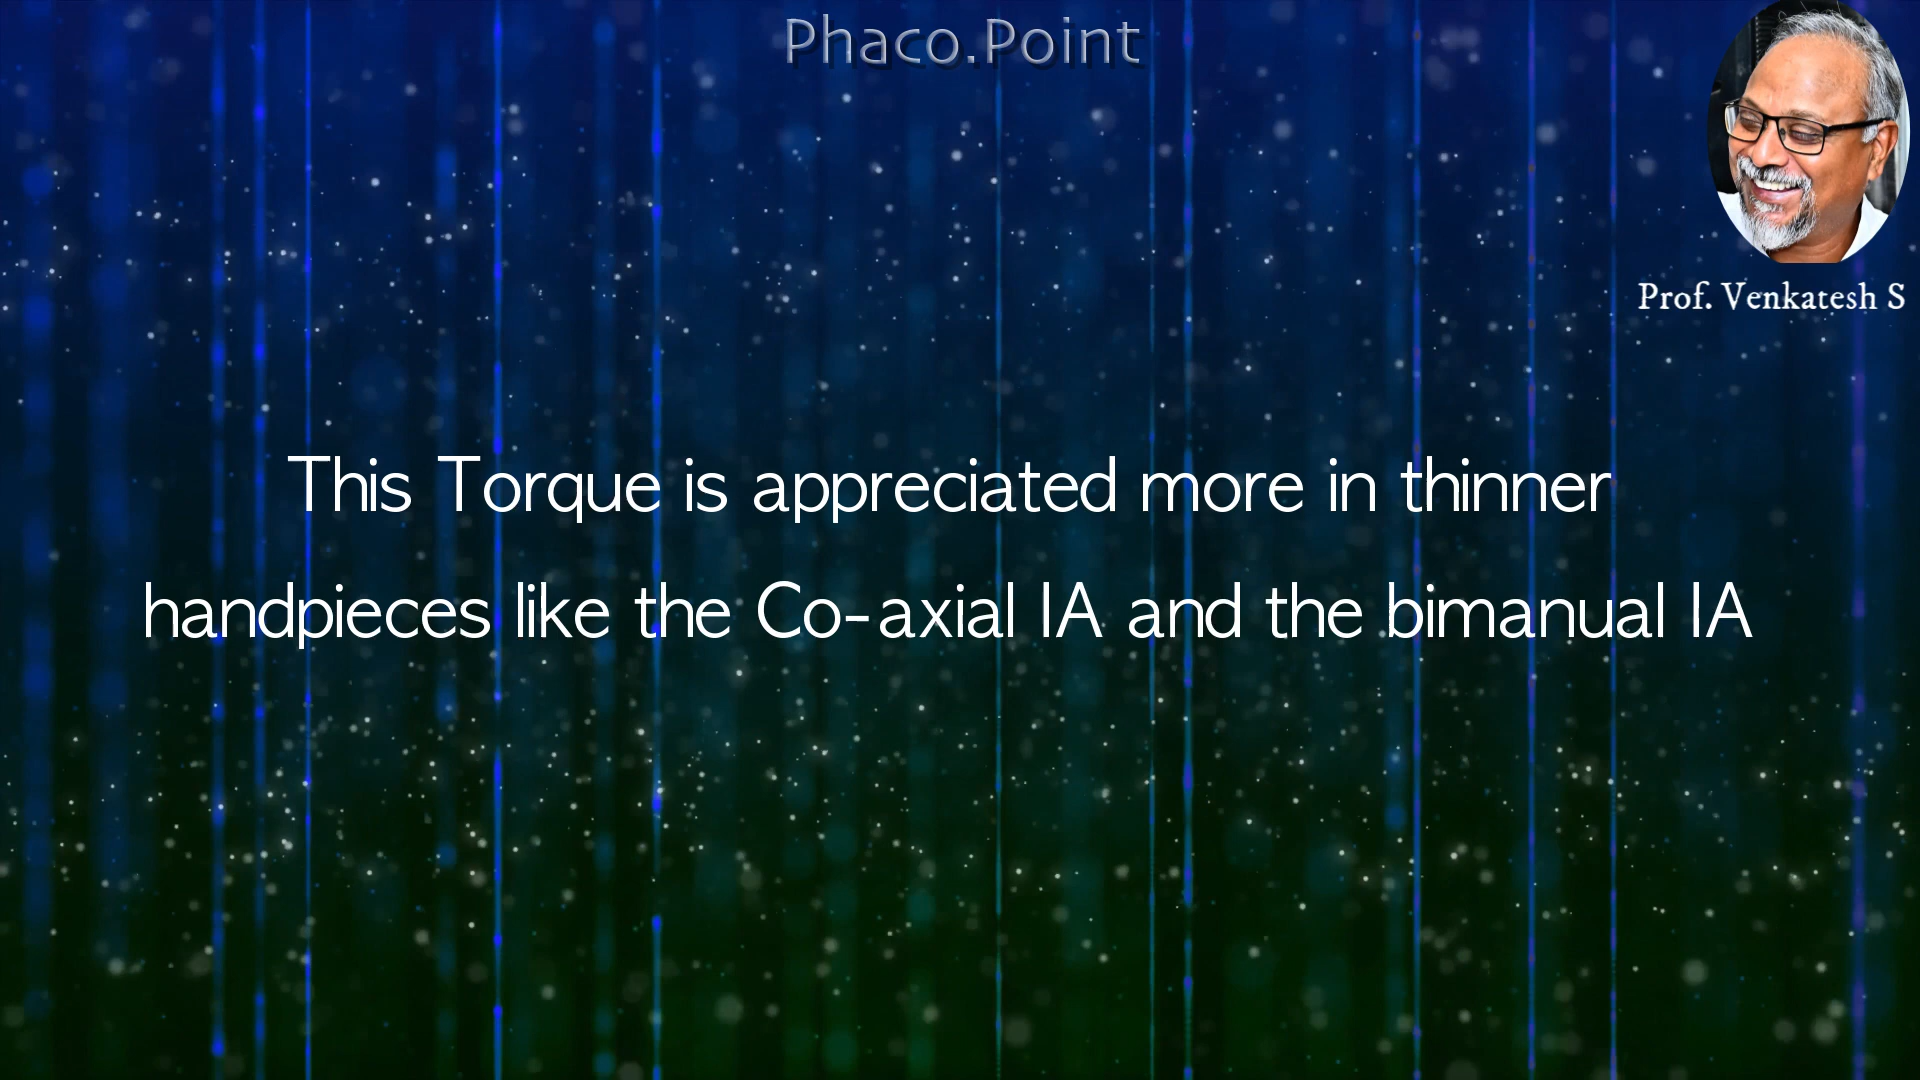 Phaco.Point
Prof. Venkatesh S
This Torque is appreciated more in thinner
handpieces like the Co-axial IA and the bimanual IA